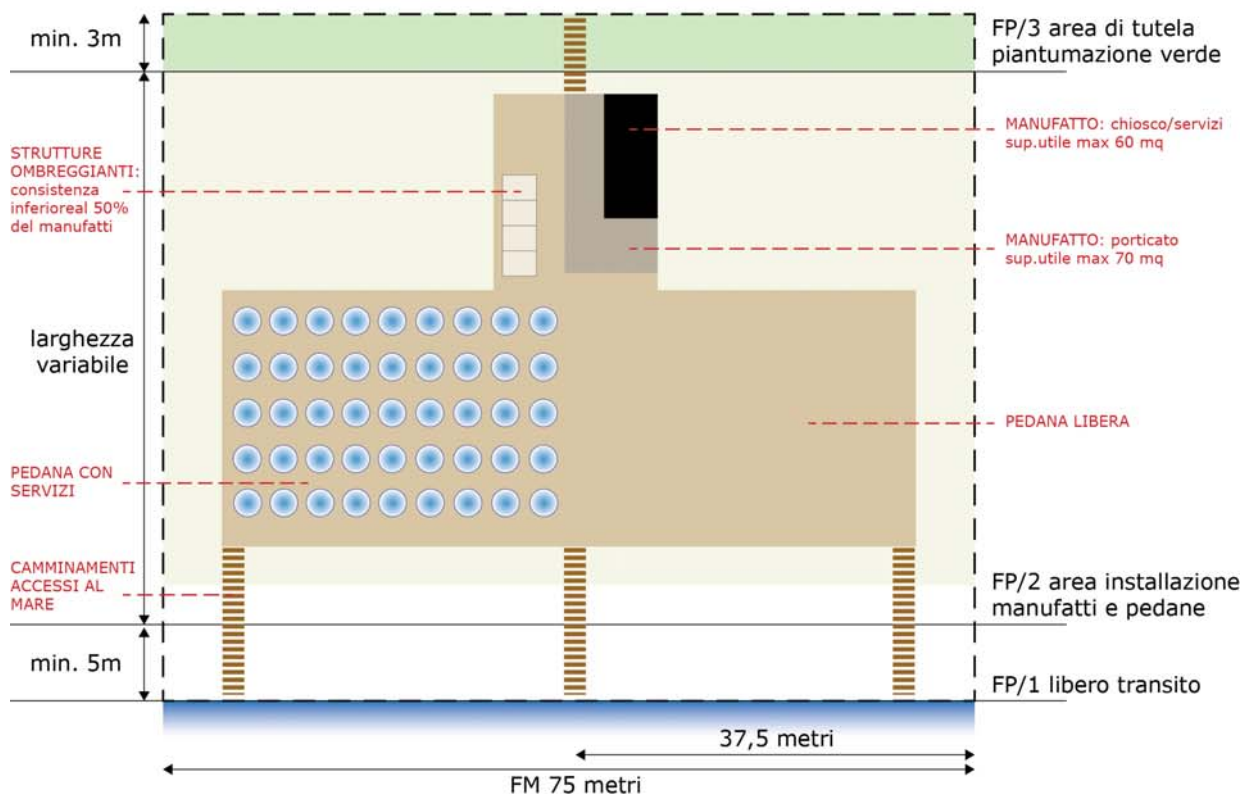 min. 3m
FP/3 area di tutela
piantumazione verde
MANUFATTO: chiosco/servizi
sup.utile max 60 mq
STRUTTURE
OMBREGGIANTI:
consistenza
inferioreal 50%
del manufatti
MANUFATTO: porticato
sup.utile max 70 mq
larghezza
variabile
PEDANA LIBERA
PEDANA CON
SERVIZI
CAMMINAMENTI
ACCESSI AL
MARE
FP/2 area installazione
manufatti e pedane
min. 5m
FP/1 libero transito
37,5 metri
FM 75 metri